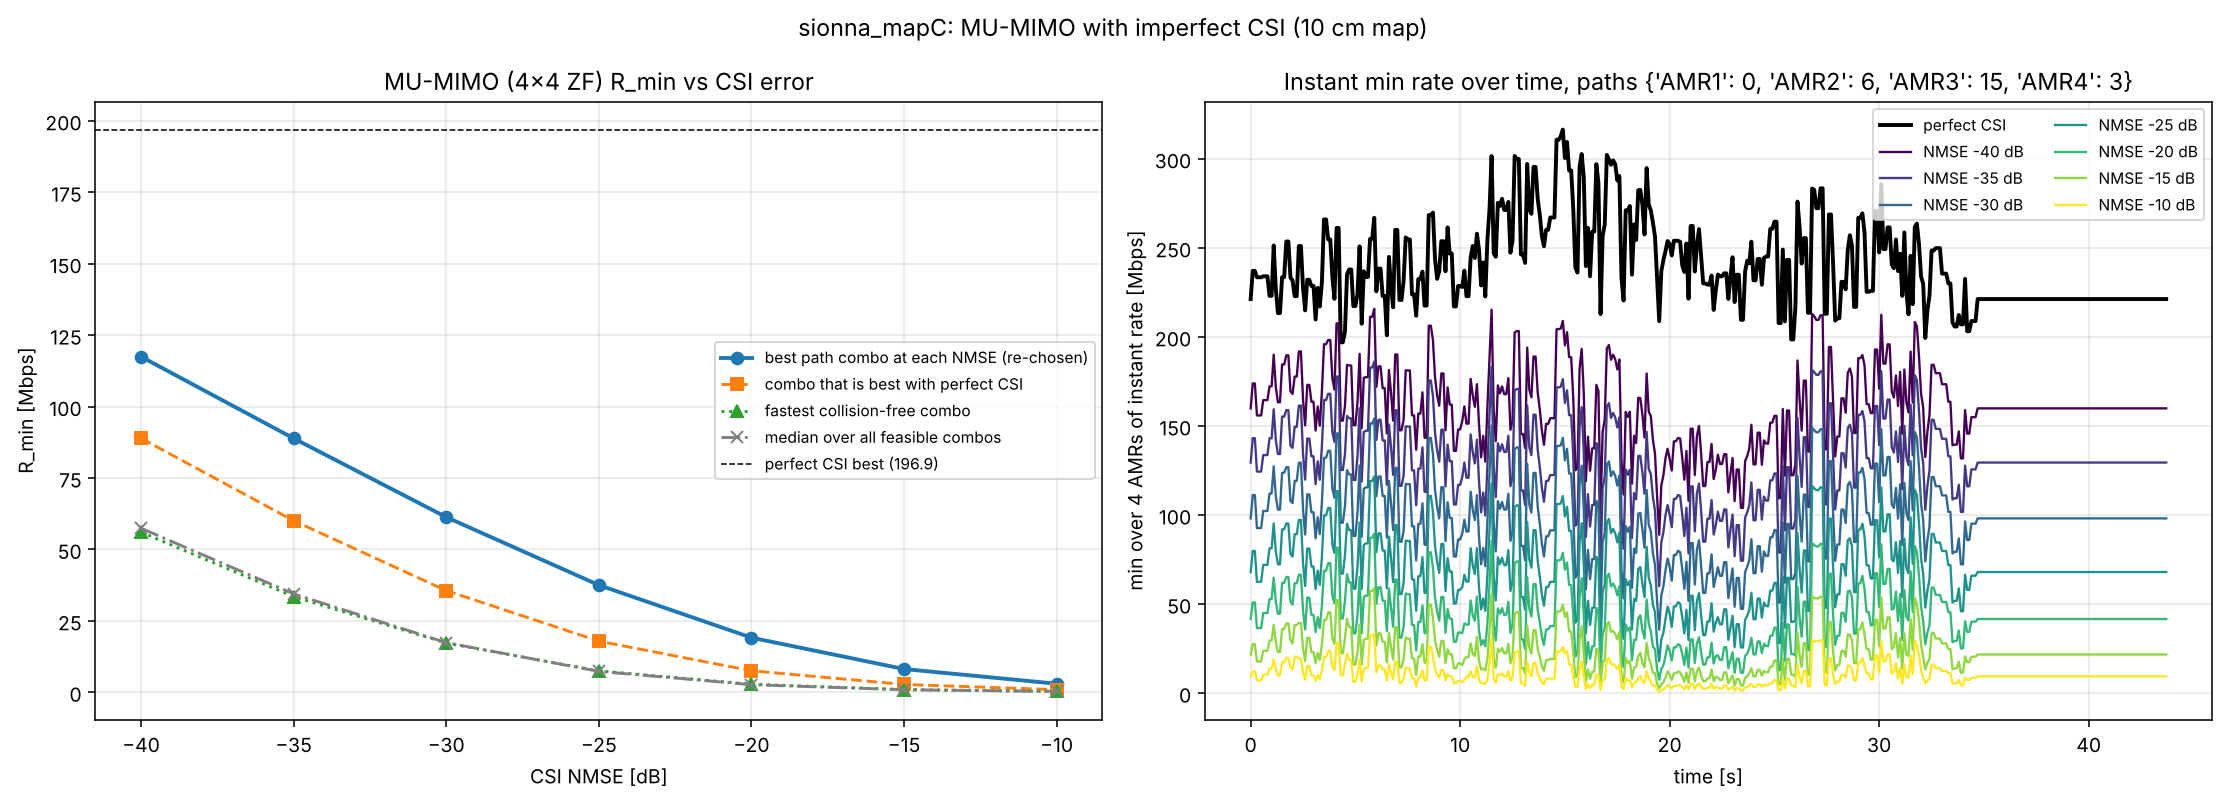 sionna_mapC: MU-MIMO with imperfect CSI (10 cm map)
MU-MIMO (4×4 ZF) R_min vs CSI error
R_min [Mbps]
200
175
150
125
100
75
50
25
0
best path combo at each NMSE (re-chosen)
combo that is best with perfect CSI
fastest collision-free combo
median over all feasible combos
perfect CSI best (196.9)
−40
−35
−30
−25
−20
−15
−10
CSI NMSE [dB]
Instant min rate over time, paths {'AMR1': 0, 'AMR2': 6, 'AMR3': 15, 'AMR4': 3}
min over 4 AMRs of instant rate [Mbps]
300
250
200
150
100
50
0
perfect CSI
NMSE -40 dB
NMSE -35 dB
NMSE -30 dB
NMSE -25 dB
NMSE -20 dB
NMSE -15 dB
NMSE -10 dB
0
10
20
30
40
time [s]